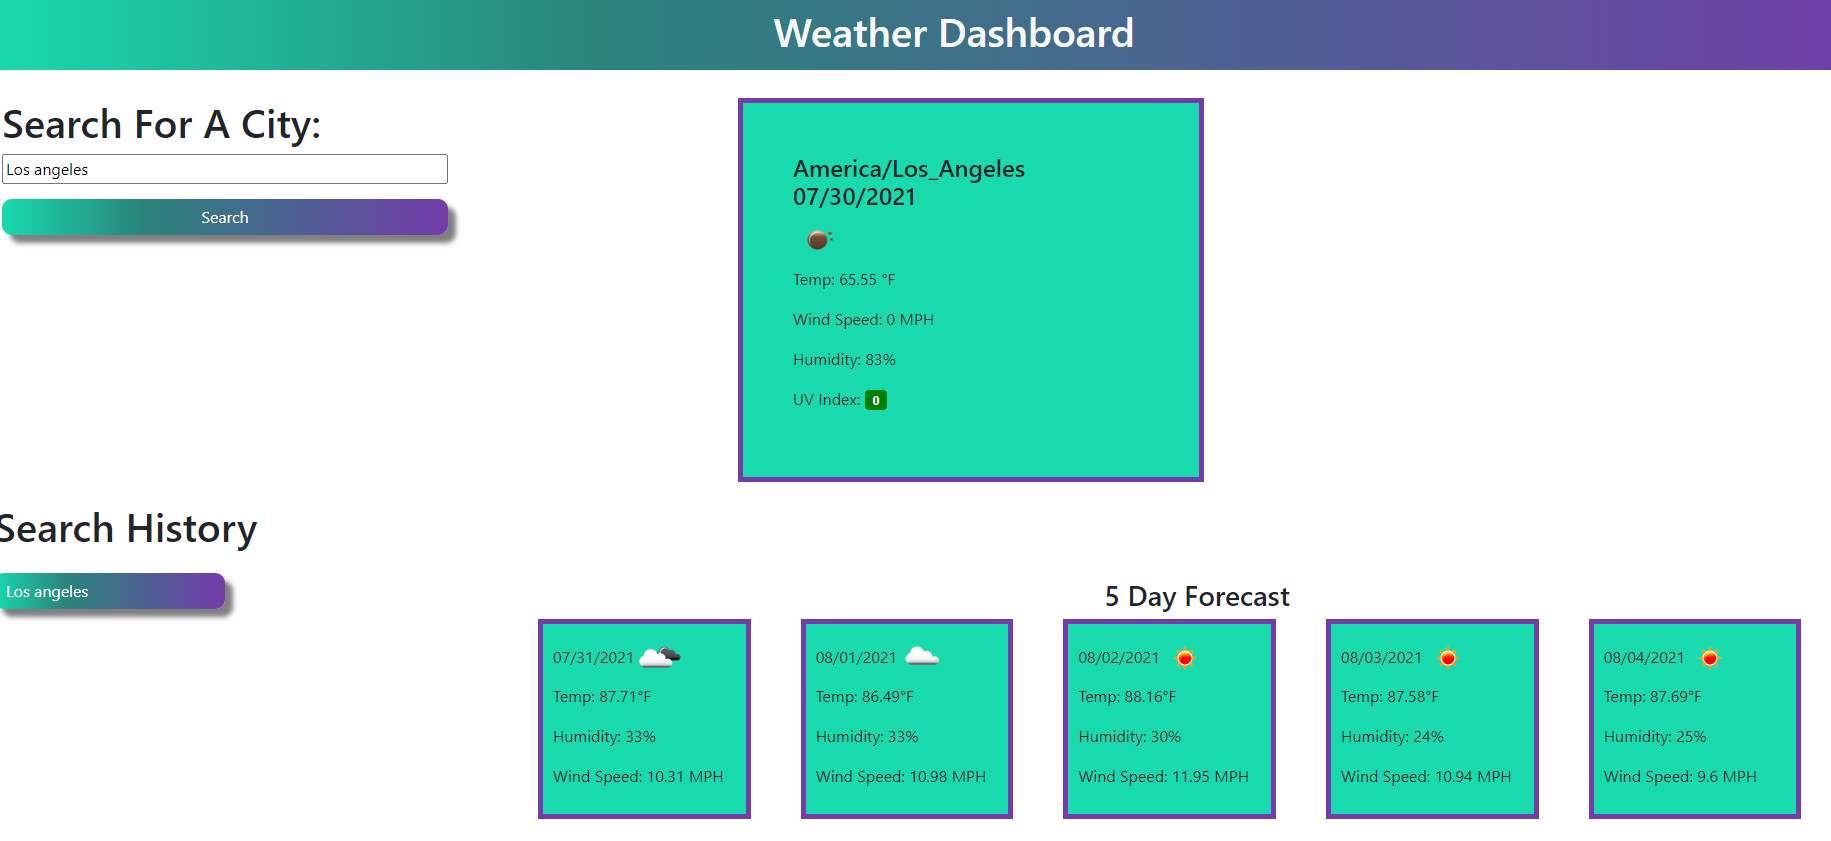 Weather Dashboard
Search For A City:
Los angeles
Search
America/Los_Angeles
07/30/2021
Temp: 65.55 °F
Wind Speed: 0 MPH
Humidity: 83%
UV Index: 0
Search History
Los angeles
5 Day Forecast
07/31/2021
Temp: 87.71°F
Humidity: 33%
Wind Speed: 10.31 MPH
08/01/2021
Temp: 86.49°F
Humidity: 33%
Wind Speed: 10.98 MPH
08/02/2021
Temp: 88.16°F
Humidity: 30%
Wind Speed: 11.95 MPH
08/03/2021
Temp: 87.58°F
Humidity: 24%
Wind Speed: 10.94 MPH
08/04/2021
Temp: 87.69°F
Humidity: 25%
Wind Speed: 9.6 MPH